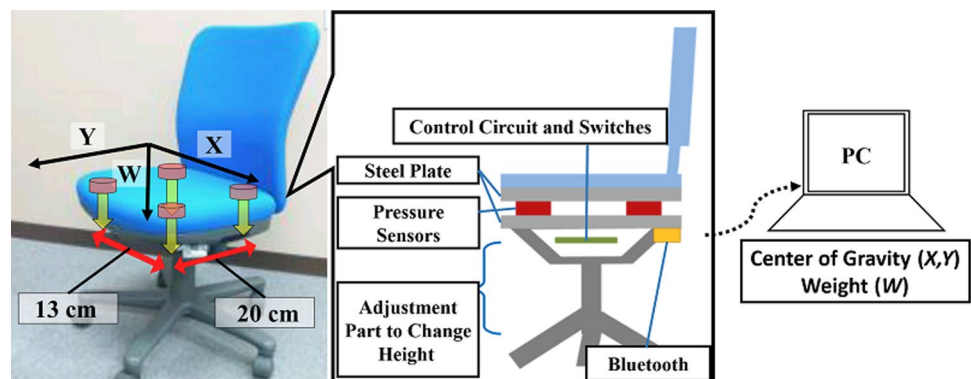 Y
X
W
13 cm
20 cm
Control Circuit and Switches
Steel Plate
Pressure
Sensors
Adjustment
Part to Change
Height
Bluetooth
PC
Center of Gravity (X,Y)
Weight (W)